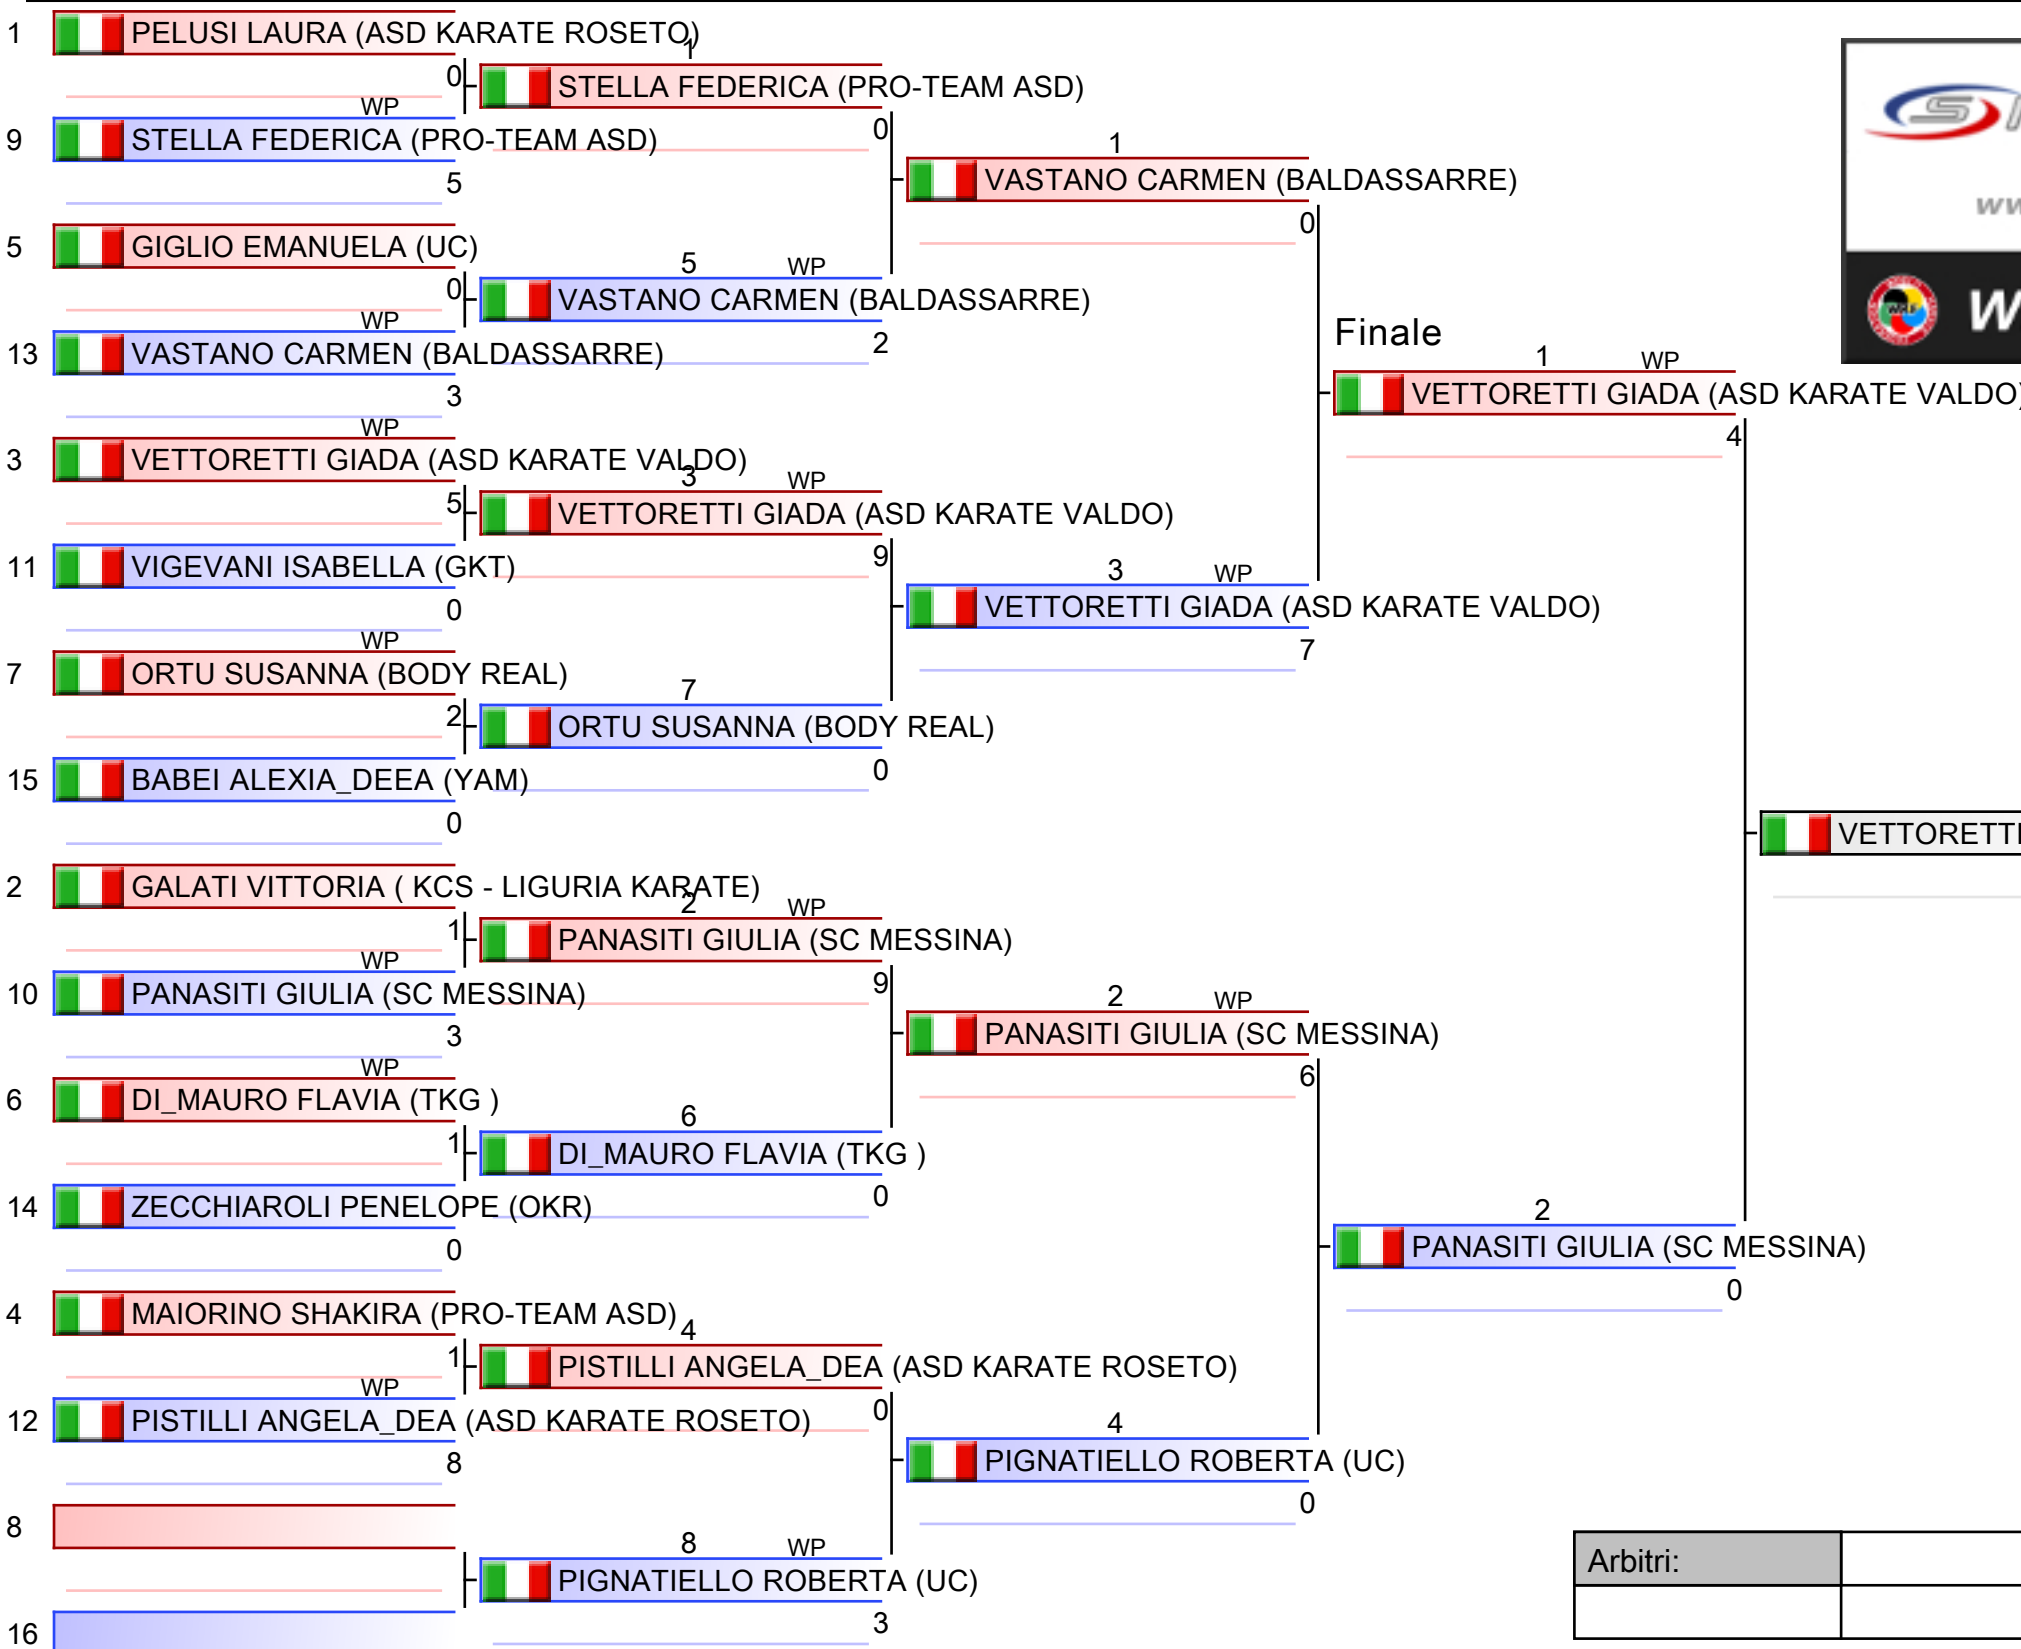 1 PELUSI LAURA (ASD KARATE ROSETO)
0
WP
9 STELLA FEDERICA (PRO-TEAM ASD)
5
5 GIGLIO EMANUELA (UC)
0
WP
13 VASTANO CARMEN (BALDASSARRE)
3
WP
3 VETTORETTI GIADA (ASD KARATE VALDO)
5
11 VIGEVANI ISABELLA (GKT)
0
WP
7 ORTU SUSANNA (BODY REAL)
2
15 BABEI ALEXIA_DEEA (YAM)
0
2 GALATI VITTORIA ( KCS - LIGURIA KARATE)
1
WP
10 PANASITI GIULIA (SC MESSINA)
3
WP
6 DI_MAURO FLAVIA (TKG )
1
14 ZECCHIAROLI PENELOPE (OKR)
0
4 MAIORINO SHAKIRA (PRO-TEAM ASD)
1
WP
12 PISTILLI ANGELA_DEA (ASD KARATE ROSETO)
8
8
16
1
STELLA FEDERICA (PRO-TEAM ASD)
0
5 WP
VASTANO CARMEN (BALDASSARRE)
2
3 WP
VETTORETTI GIADA (ASD KARATE VALDO)
9
7
ORTU SUSANNA (BODY REAL)
0
2 WP
PANASITI GIULIA (SC MESSINA)
9
6
DI_MAURO FLAVIA (TKG )
0
4
PISTILLI ANGELA_DEA (ASD KARATE ROSETO)
0
8 WP
PIGNATIELLO ROBERTA (UC)
3
1
VASTANO CARMEN (BALDASSARRE)
0
3 WP
VETTORETTI GIADA (ASD KARATE VALDO)
7
2 WP
PANASITI GIULIA (SC MESSINA)
6
4
PIGNATIELLO ROBERTA (UC)
0
Finale
1 WP
VETTORETTI GIADA (ASD KARATE VALDO)
4
2
PANASITI GIULIA (SC MESSINA)
0
VETTORETTI
Arbitri: